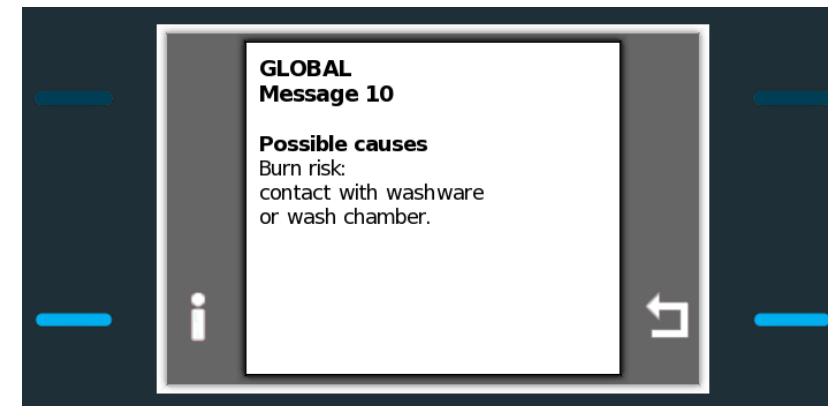 GLOBAL
Message 10
Possible causes
Burn risk:
contact with washware
or wash chamber.